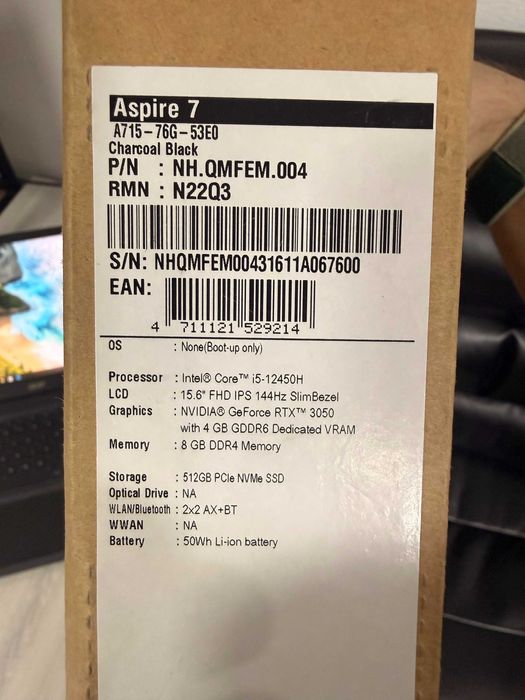 Aspire 7
A715-76G-53E0
Charcoal Black
P/N : NH.QMFEM.004
RMN : N22Q3
S/N: NHQMFEM00431611A067600
EAN:
4 711121 529214
OS : None(Boot-up only)
Processor : Intel® Core™ i5-12450H
LCD : 15.6" FHD IPS 144Hz SlimBezel
Graphics : NVIDIA® GeForce RTX™ 3050
with 4 GB GDDR6 Dedicated VRAM
Memory : 8 GB DDR4 Memory
Storage : 512GB PCIe NVMe SSD
Optical Drive : NA
WLAN/Bluetooth : 2x2 AX+BT
WWAN : NA
Battery : 50Wh Li-ion battery